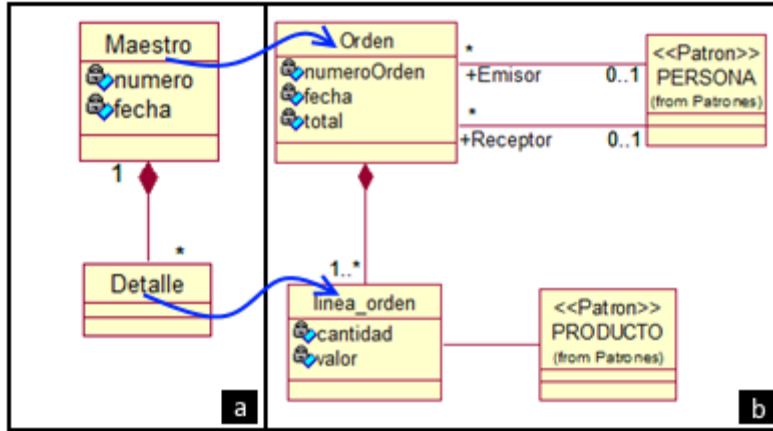 Maestro
numero
fecha
1
*
Detalle
a
Orden
numeroOrden
fecha
total
*
+Emisor
0..1
*
+Receptor
0..1
<<Patron>>
PERSONA
(from Patrones)
1..*
linea_orden
cantidad
valor
<<Patron>>
PRODUCTO
(from Patrones)
b